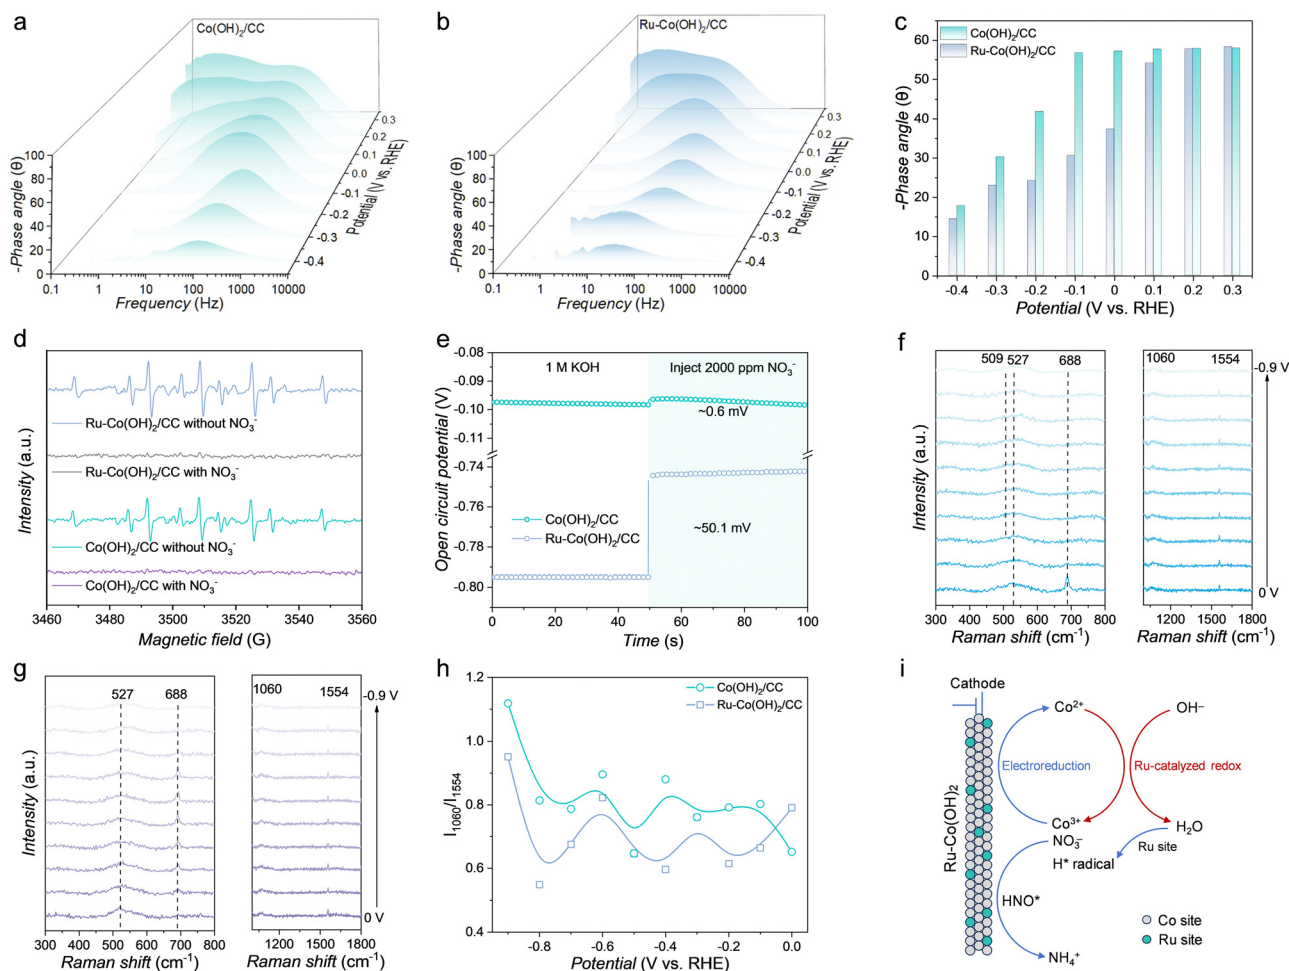 a
Co(OH)₂/CC
-Phase angle (θ)
100
80
60
40
20
0
0.1
1
10
100
1000
10000
Frequency (Hz)
-0.4
-0.3
-0.2
-0.1
0.0
0.1
0.2
0.3
Potential (V vs. RHE)
b
Ru-Co(OH)₂/CC
-Phase angle (θ)
100
80
60
40
20
0
0.1
1
10
100
1000
10000
Frequency (Hz)
-0.4
-0.3
-0.2
-0.1
0.0
0.1
0.2
0.3
Potential (V vs. RHE)
c
Co(OH)₂/CC
Ru-Co(OH)₂/CC
-Phase angle (θ)
60
50
40
30
20
10
0
-0.4 -0.3 -0.2 -0.1 0 0.1 0.2 0.3
Potential (V vs. RHE)
d
Intensity (a.u.)
Ru-Co(OH)₂/CC without NO₃⁻
Ru-Co(OH)₂/CC with NO₃⁻
Co(OH)₂/CC without NO₃⁻
Co(OH)₂/CC with NO₃⁻
3460 3480 3500 3520 3540 3560
Magnetic field (G)
e
Open circuit potential (V)
-0.08
-0.09
-0.10
-0.11
-0.74
-0.76
-0.78
-0.80
1 M KOH
Inject 2000 ppm NO₃⁻
~0.6 mV
~50.1 mV
Co(OH)₂/CC
Ru-Co(OH)₂/CC
0 20 40 60 80 100
Time (s)
f
509 527 688
1060 1554
-0.9 V
0 V
Intensity (a.u.)
300 400 500 600 700 800
1200 1400 1600 1800
Raman shift (cm⁻¹)
Raman shift (cm⁻¹)
g
527 688
1060 1554
-0.9 V
0 V
Intensity (a.u.)
300 400 500 600 700 800
1200 1400 1600 1800
Raman shift (cm⁻¹)
Raman shift (cm⁻¹)
h
Co(OH)₂/CC
Ru-Co(OH)₂/CC
I₁₀₆₀/I₁₅₅₄
1.2
1.0
0.8
0.6
0.4
-0.8 -0.6 -0.4 -0.2 0.0
Potential (V vs. RHE)
i
Cathode
Ru-Co(OH)2
Co²⁺
OH⁻
Electroreduction
Ru-catalyzed redox
Co³⁺
H₂O
NO₃⁻
Ru site
H* radical
HNO*
Co site
Ru site
NH₄⁺